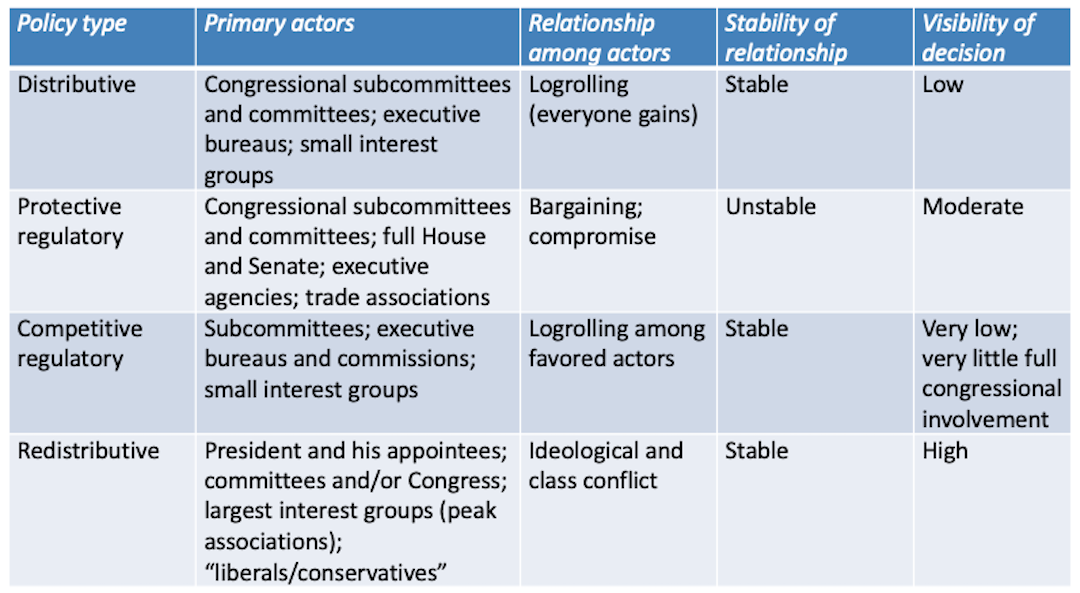 Policy type
Primary actors
Relationship
among actors
Stability of
relationship
Visibility of
decision
Distributive
Congressional subcommittees
and committees; executive
bureaus; small interest
groups
Logrolling
(everyone gains)
Stable
Low
Protective
regulatory
Congressional subcommittees
and committees; full House
and Senate; executive
agencies; trade associations
Bargaining;
compromise
Unstable
Moderate
Competitive
regulatory
Subcommittees; executive
bureaus and commissions;
small interest groups
Logrolling among
favored actors
Stable
Very low;
very little full
congressional
involvement
Redistributive
President and his appointees;
committees and/or Congress;
largest interest groups (peak
associations);
“liberals/conservatives”
Ideological and
class conflict
Stable
High